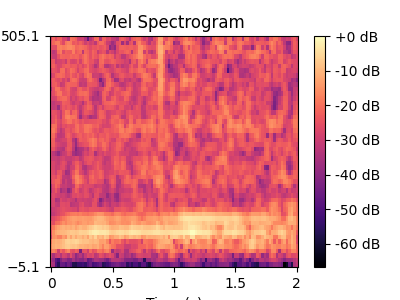 Mel Spectrogram
505.1
−5.1
0
0.5
1
1.5
2
+0 dB
-10 dB
-20 dB
-30 dB
-40 dB
-50 dB
-60 dB